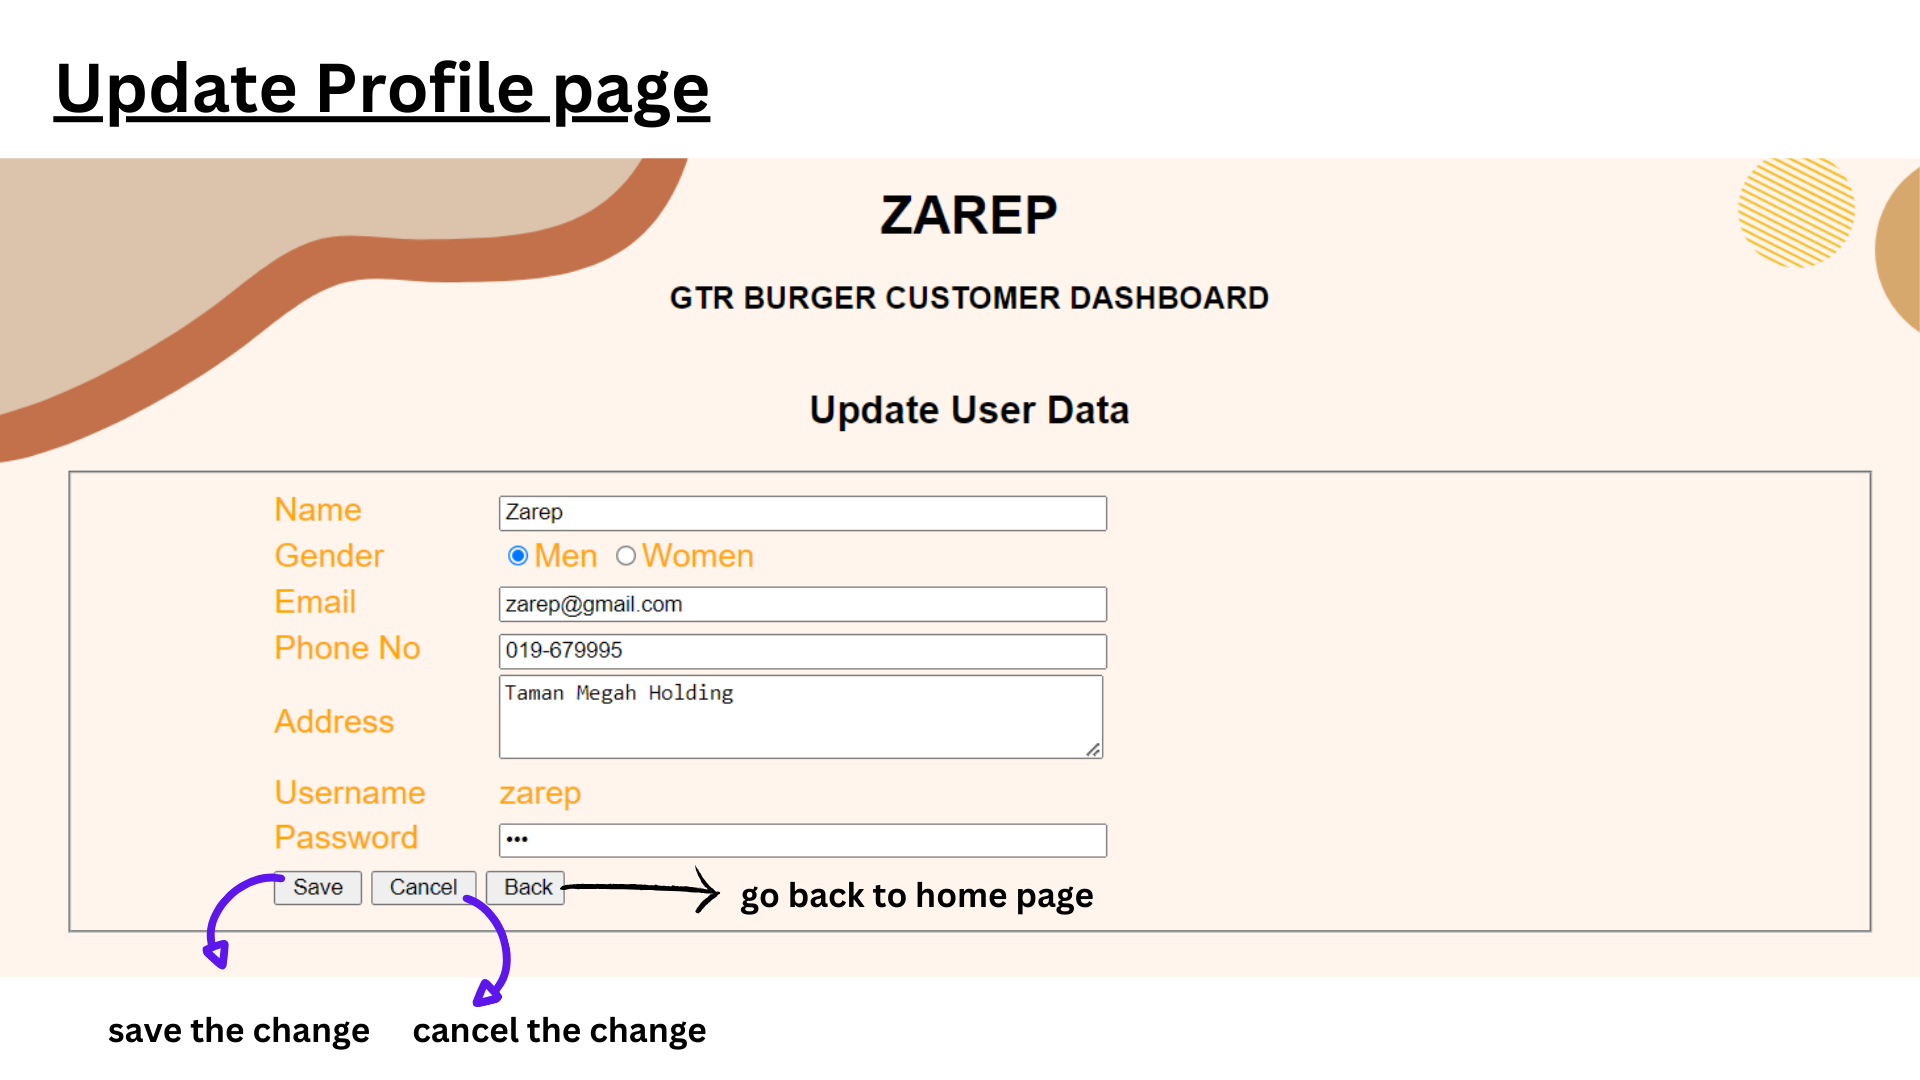 Update Profile page
ZAREP
GTR BURGER CUSTOMER DASHBOARD
Update User Data
Name Zarep
Gender Men Women
Email zarep@gmail.com
Phone No 019-679995
Address Taman Megah Holding
Username zarep
Password •••
Save Cancel Back go back to home page
save the change cancel the change